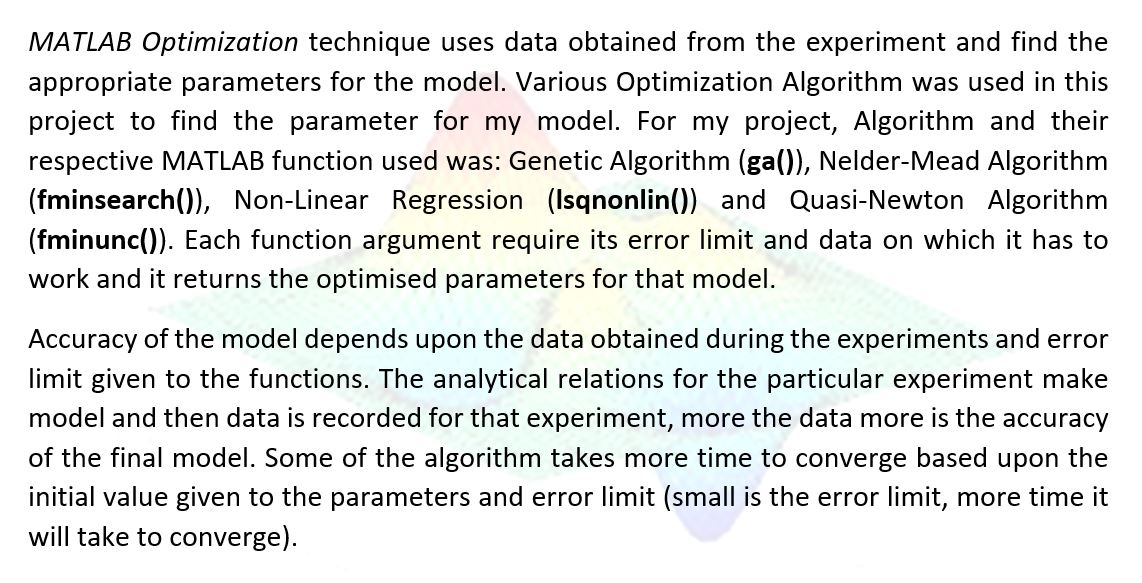 MATLAB Optimization technique uses data obtained from the experiment and find the
appropriate parameters for the model. Various Optimization Algorithm was used in this
project to find the parameter for my model. For my project, Algorithm and their
respective MATLAB function used was: Genetic Algorithm (ga()), Nelder-Mead Algorithm
(fminsearch()), Non-Linear Regression (lsqnonlin()) and Quasi-Newton Algorithm
(fminunc()). Each function argument require its error limit and data on which it has to
work and it returns the optimised parameters for that model.
Accuracy of the model depends upon the data obtained during the experiments and error
limit given to the functions. The analytical relations for the particular experiment make
model and then data is recorded for that experiment, more the data more is the accuracy
of the final model. Some of the algorithm takes more time to converge based upon the
initial value given to the parameters and error limit (small is the error limit, more time it
will take to converge).